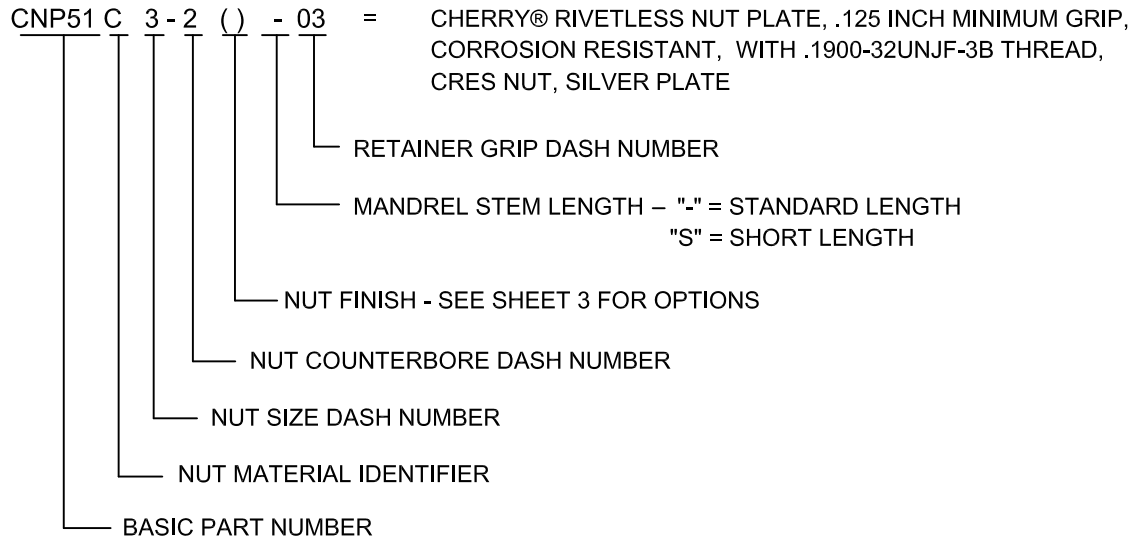 CNP51 C 3 - 2 ( ) - 03 = CHERRY® RIVETLESS NUT PLATE, .125 INCH MINIMUM GRIP,
CORROSION RESISTANT, WITH .1900-32UNJF-3B THREAD,
CRES NUT, SILVER PLATE
RETAINER GRIP DASH NUMBER
MANDREL STEM LENGTH – "-" = STANDARD LENGTH
"S" = SHORT LENGTH
NUT FINISH - SEE SHEET 3 FOR OPTIONS
NUT COUNTERBORE DASH NUMBER
NUT SIZE DASH NUMBER
NUT MATERIAL IDENTIFIER
BASIC PART NUMBER